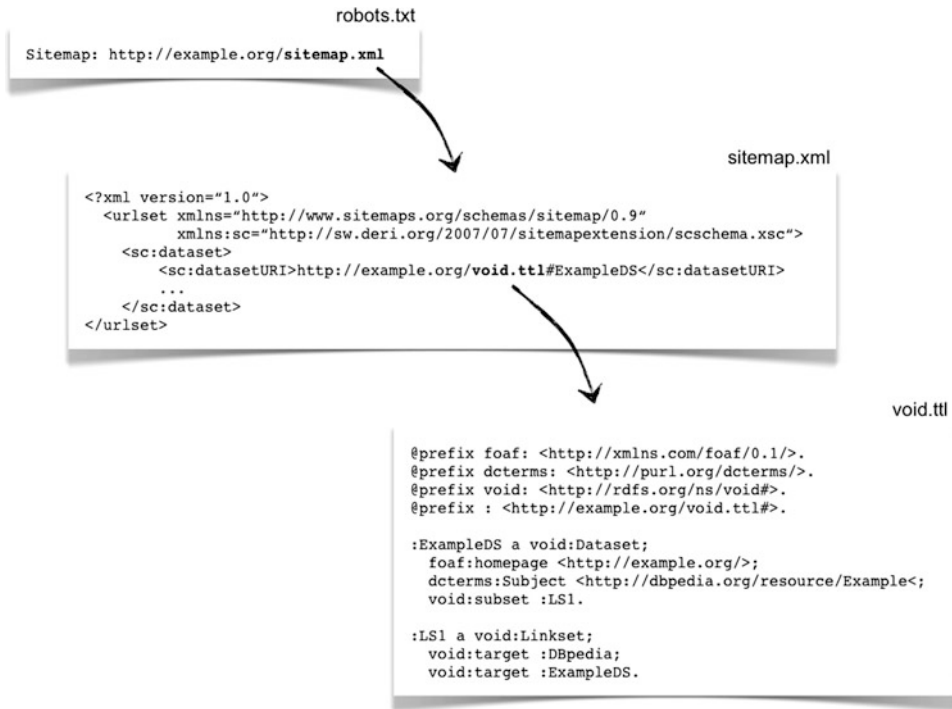 robots.txt
Sitemap: http://example.org/sitemap.xml
sitemap.xml
<?xml version=“1.0“>
<urlset xmlns=“http://www.sitemaps.org/schemas/sitemap/0.9“
xmlns:sc=“http://sw.deri.org/2007/07/sitemapextension/scschema.xsc“>
<sc:dataset>
<sc:datasetURI>http://example.org/void.ttl#ExampleDS</sc:datasetURI>
...
</sc:dataset>
</urlset>
void.ttl
@prefix foaf: <http://xmlns.com/foaf/0.1/>.
@prefix dcterms: <http://purl.org/dcterms/>.
@prefix void: <http://rdfs.org/ns/void#>.
@prefix : <http://example.org/void.ttl#>.
:ExampleDS a void:Dataset;
foaf:homepage <http://example.org/>;
dcterms:Subject <http://dbpedia.org/resource/Example<;
void:subset :LS1.
:LS1 a void:Linkset;
void:target :DBpedia;
void:target :ExampleDS.